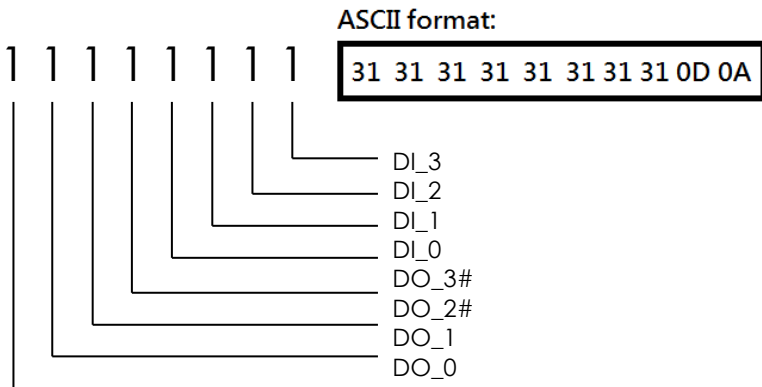 ASCII format:
1 1 1 1 1 1 1 1
31 31 31 31 31 31 31 31 0D 0A
DI_3
DI_2
DI_1
DI_0
DO_3#
DO_2#
DO_1
DO_0